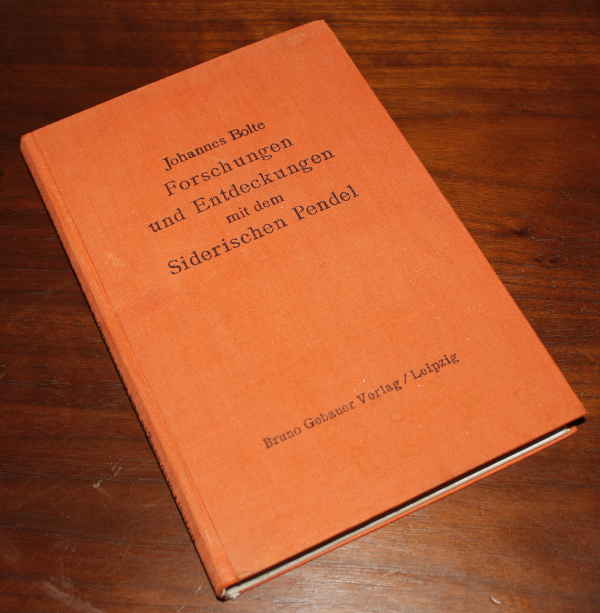 Johannes Bolte
Forschungen
und Entdeckungen
mit dem
Siderischen Pendel
Bruno Gebauer Verlag / Leipzig